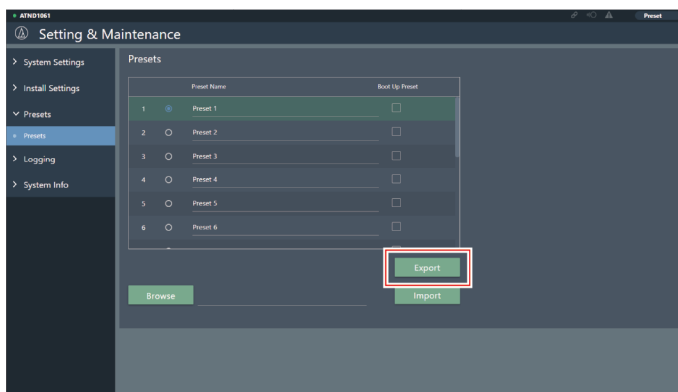 ATND1061
Preset
Setting & Maintenance
System Settings
Install Settings
Presets
Presets
Logging
System Info
Presets
Preset Name Boot Up Preset
1 Preset 1
2 Preset 2
3 Preset 3
4 Preset 4
5 Preset 5
6 Preset 6
Export
Browse Import